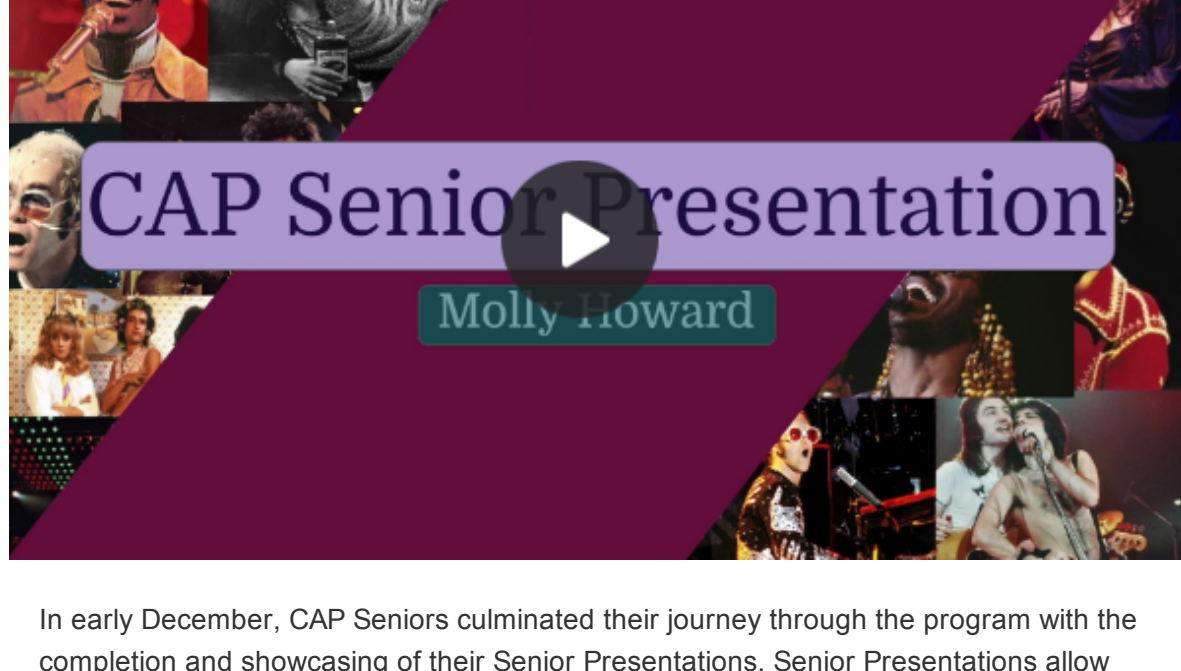 CAP Senior Presentation
Molly Howard
In early December, CAP Seniors culminated their journey through the program with the
completion and showcasing of their Senior Presentations. Senior Presentations allow